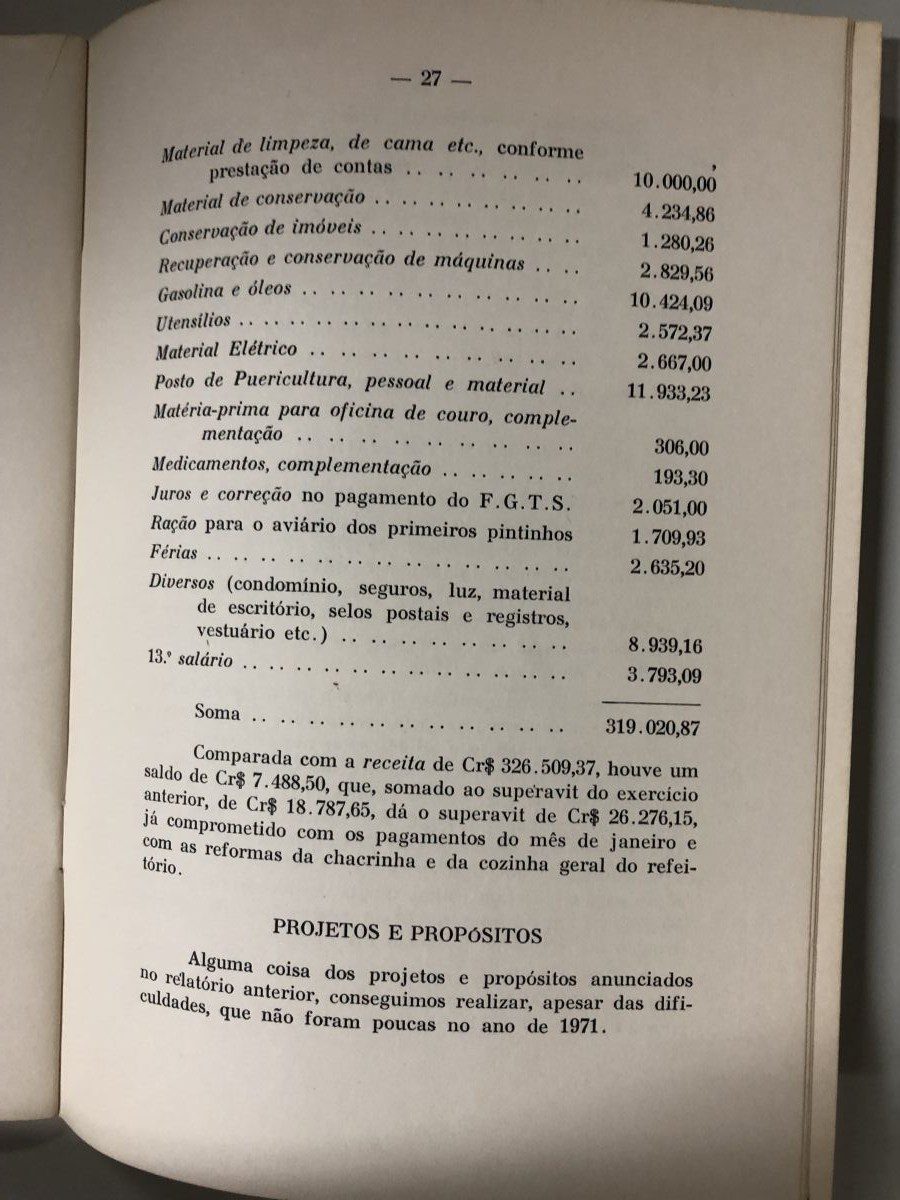 — 27 —
Material de limpeza, de cama etc., conforme
prestação de contas .. .. .. .. .. .. 10.000,00
Material de conservação .. .. .. .. .. .. .. 4.234,86
Conservação de imóveis .. .. .. .. .. .. .. 1.280,26
Recuperação e conservação de máquinas .. .. 2.829,56
Gasolina e óleos .. .. .. .. .. .. .. .. .. .. 10.424,09
Utensílios .. .. .. .. .. .. .. .. .. .. .. .. 2.572,37
Material Elétrico .. .. .. .. .. .. .. .. .. .. 2.667,00
Posto de Puericultura, pessoal e material .. 11.933,23
Matéria-prima para oficina de couro, comple-
mentação .. .. .. .. .. .. .. .. .. .. 306,00
Medicamentos, complementação .. .. .. .. .. 193,30
Juros e correção no pagamento do F.G.T.S. 2.051,00
Ração para o aviário dos primeiros pintinhos 1.709,93
Férias .. .. .. .. .. .. .. .. .. .. .. .. .. 2.635,20
Diversos (condomínio, seguros, luz, material
de escritório, selos postais e registros,
vestuário etc.) .. .. .. .. .. .. .. .. 8.939,16
13.º salário .. .. .. .. .. .. .. .. .. .. .. 3.793,09
Soma .. .. .. .. .. .. .. .. .. .. .. 319.020,87
Comparada com a receita de Cr$ 326.509,37, houve um
saldo de Cr$ 7.488,50, que, somado ao superavit do exercício
anterior, de Cr$ 18.787,65, dá o superavit de Cr$ 26.276,15,
já comprometido com os pagamentos do mês de janeiro e
com as reformas da chacrinha e da cozinha geral do refei-
tório.
PROJETOS E PROPÓSITOS
Alguma coisa dos projetos e propósitos anunciados
no relatório anterior, conseguimos realizar, apesar das difi-
culdades, que não foram poucas no ano de 1971.